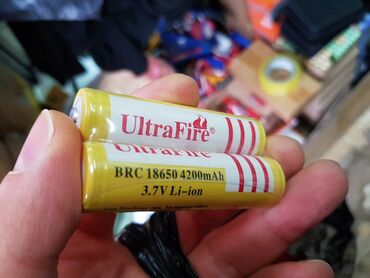 UltraFire®
UltraFire
BRC 18650 4200mAh
3.7V Li-ion